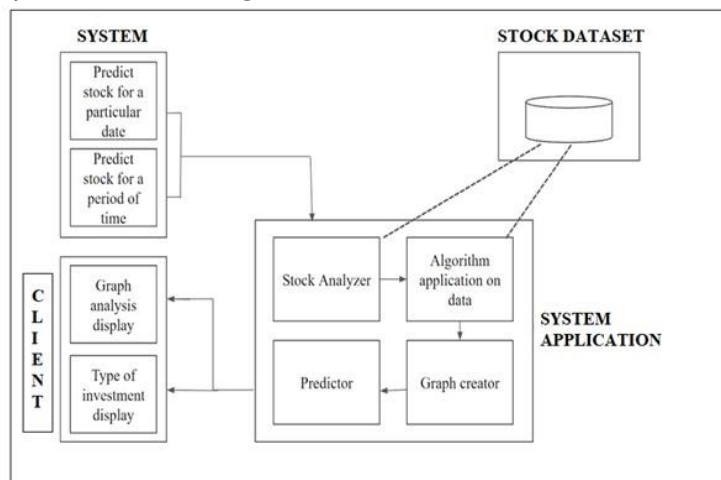 SYSTEM
Predict
stock for a
particular
date
Predict
stock for a
period of
time
STOCK DATASET
Stock Analyzer
Algorithm
application on
data
Predictor
Graph creator
SYSTEM
APPLICATION
C
L
I
E
N
T
Graph
analysis
display
Type of
investment
display